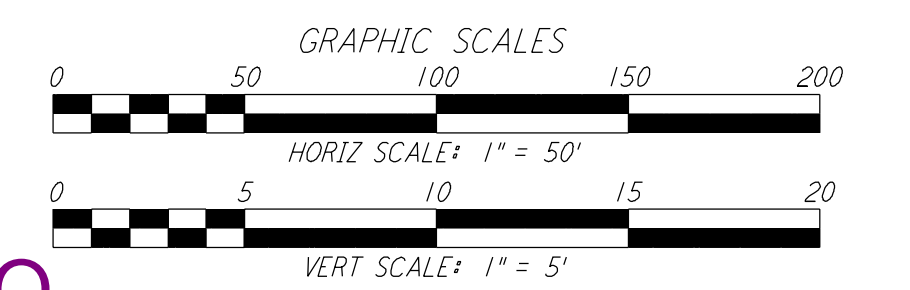 GRAPHIC SCALES
0 50 100 150 200
HORIZ SCALE: 1" = 50'
0 5 10 15 20
VERT SCALE: 1" = 5'